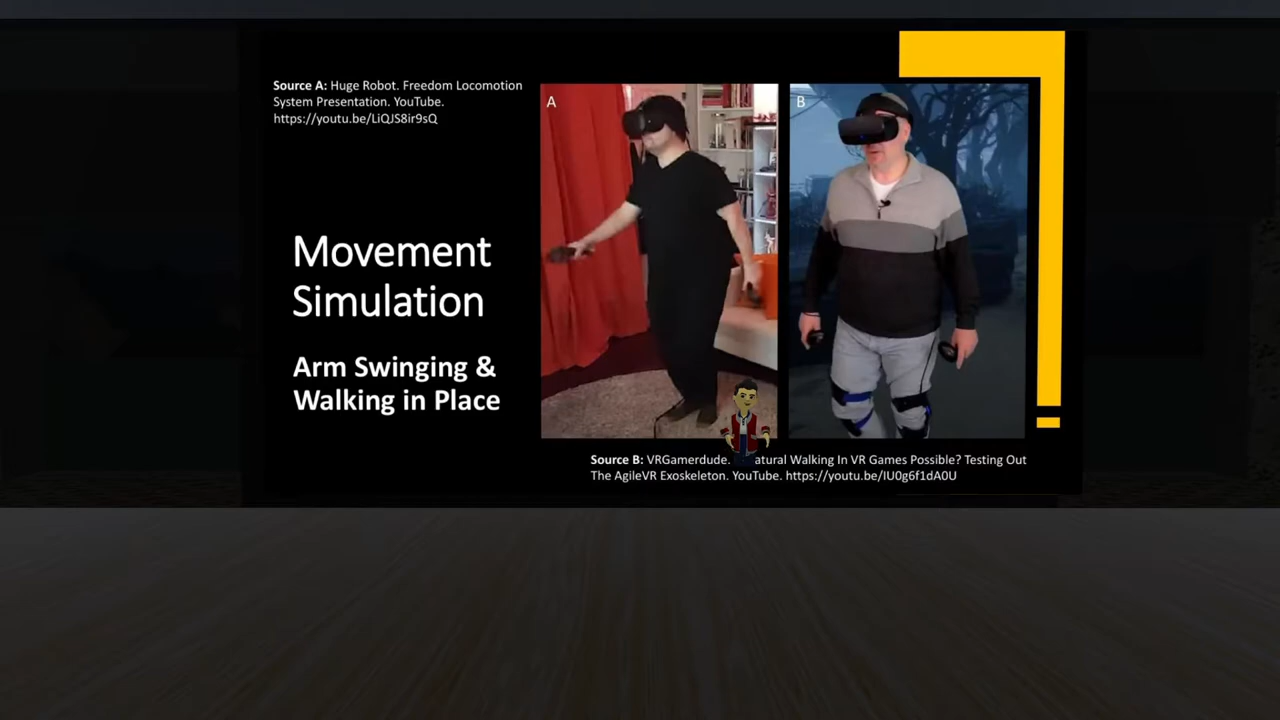 Source A: Huge Robot. Freedom Locomotion
System Presentation. YouTube.
https://youtu.be/LiQJS8ir9sQ
A
B
Movement
Simulation
Arm Swinging &
Walking in Place
Source B: VRGamerdude. atural Walking In VR Games Possible? Testing Out
The AgileVR Exoskeleton. YouTube. https://youtu.be/lU0g6f1dA0U